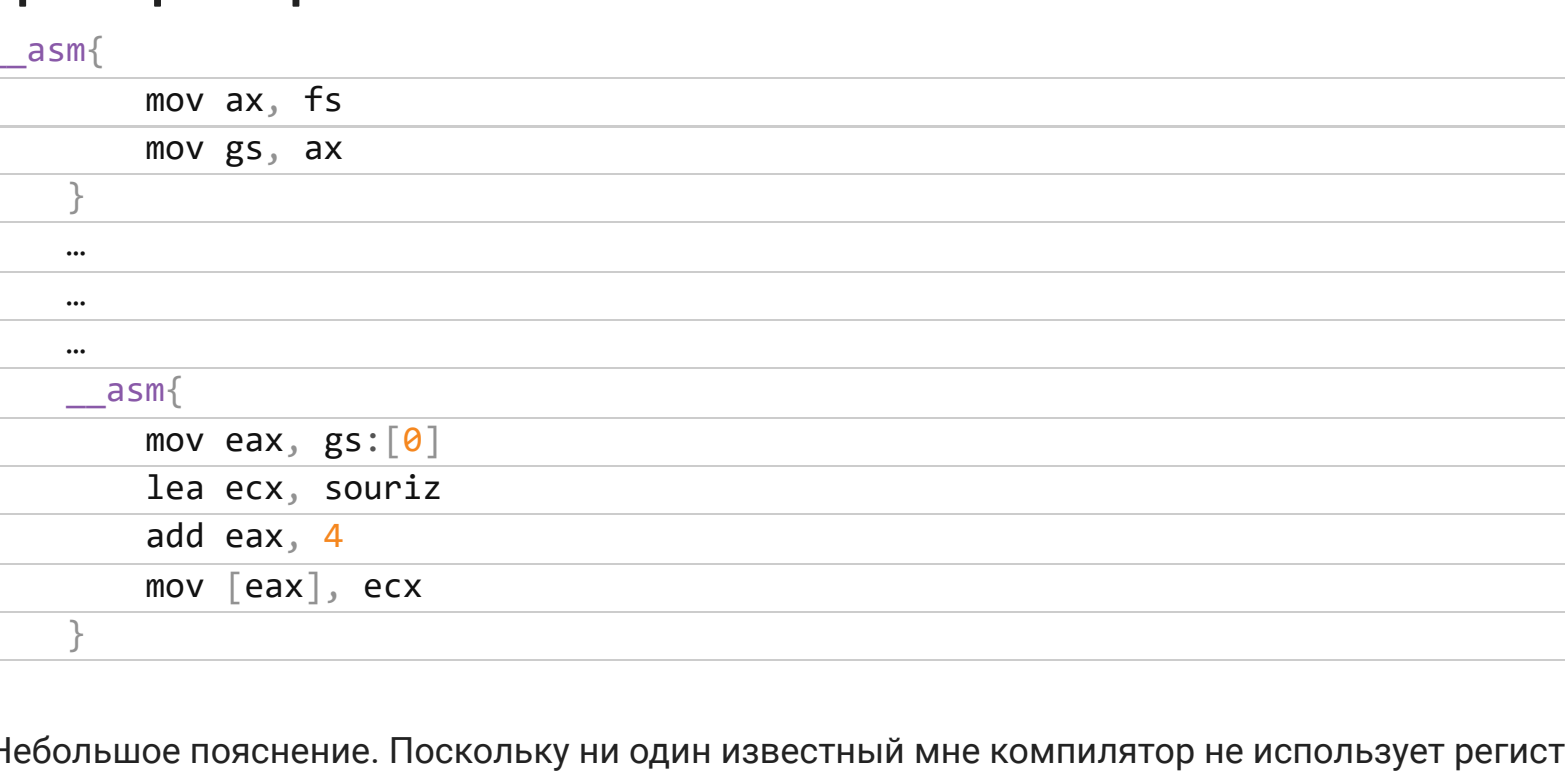 __asm{
mov ax, fs
mov gs, ax
}
…
…
…
__asm{
mov eax, gs:[0]
lea ecx, souriz
add eax, 4
mov [eax], ecx
}
Небольшое пояснение. Поскольку ни один известный мне компилятор не использует регист